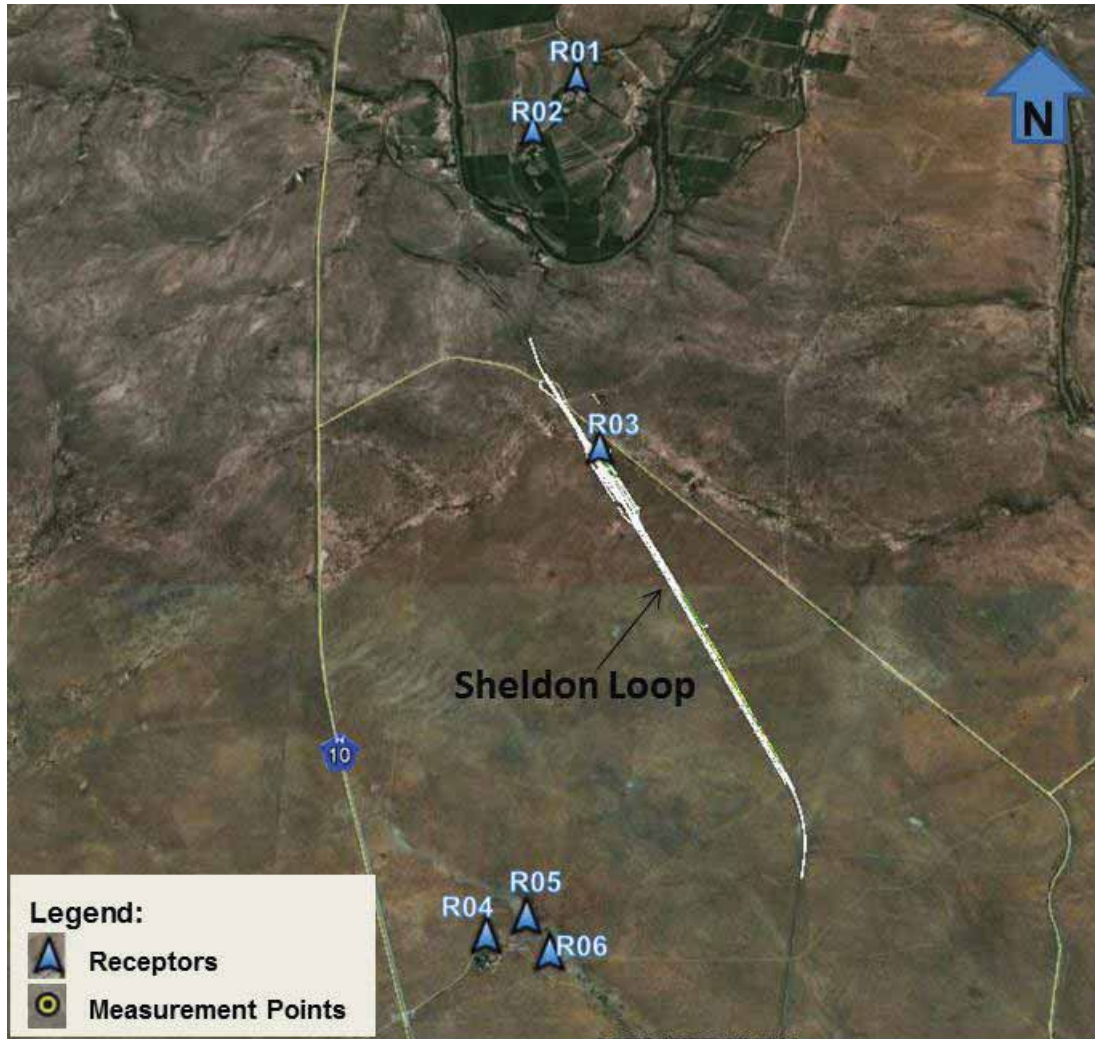 R01
R02
N
R03
Sheldon Loop
N
10
R05
R04
R06
Legend:
Receptors
Measurement Points